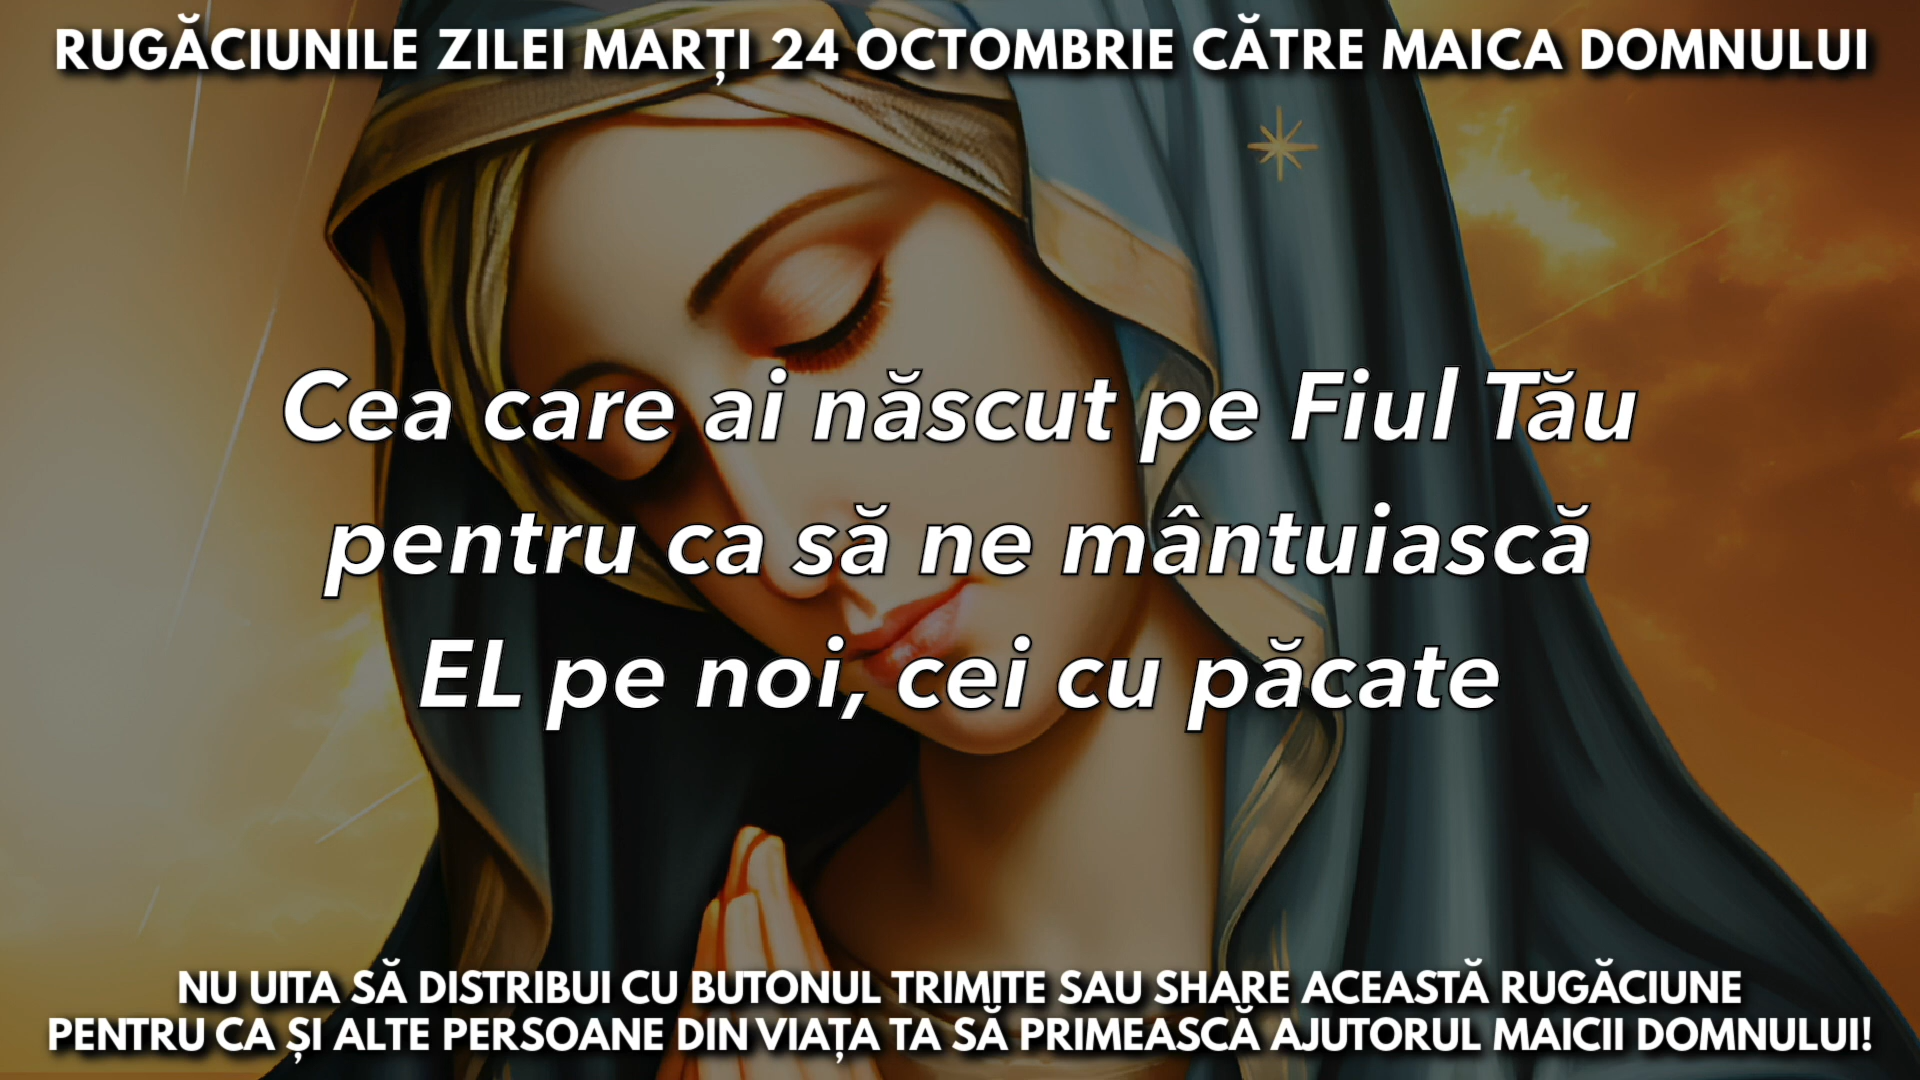 RUGĂCIUNILE ZILEI MARȚI 24 OCTOMBRIE CĂTRE MAICA DOMNULUI
Cea care ai născut pe Fiul Tău
pentru ca să ne mântuiască
EL pe noi, cei cu păcate
NU UITA SĂ DISTRIBUI CU BUTONUL TRIMITE SAU SHARE ACEASTĂ RUGĂCIUNE
PENTRU CA ȘI ALTE PERSOANE DIN VIAȚA TA SĂ PRIMEASCĂ AJUTORUL MAICII DOMNULUI!